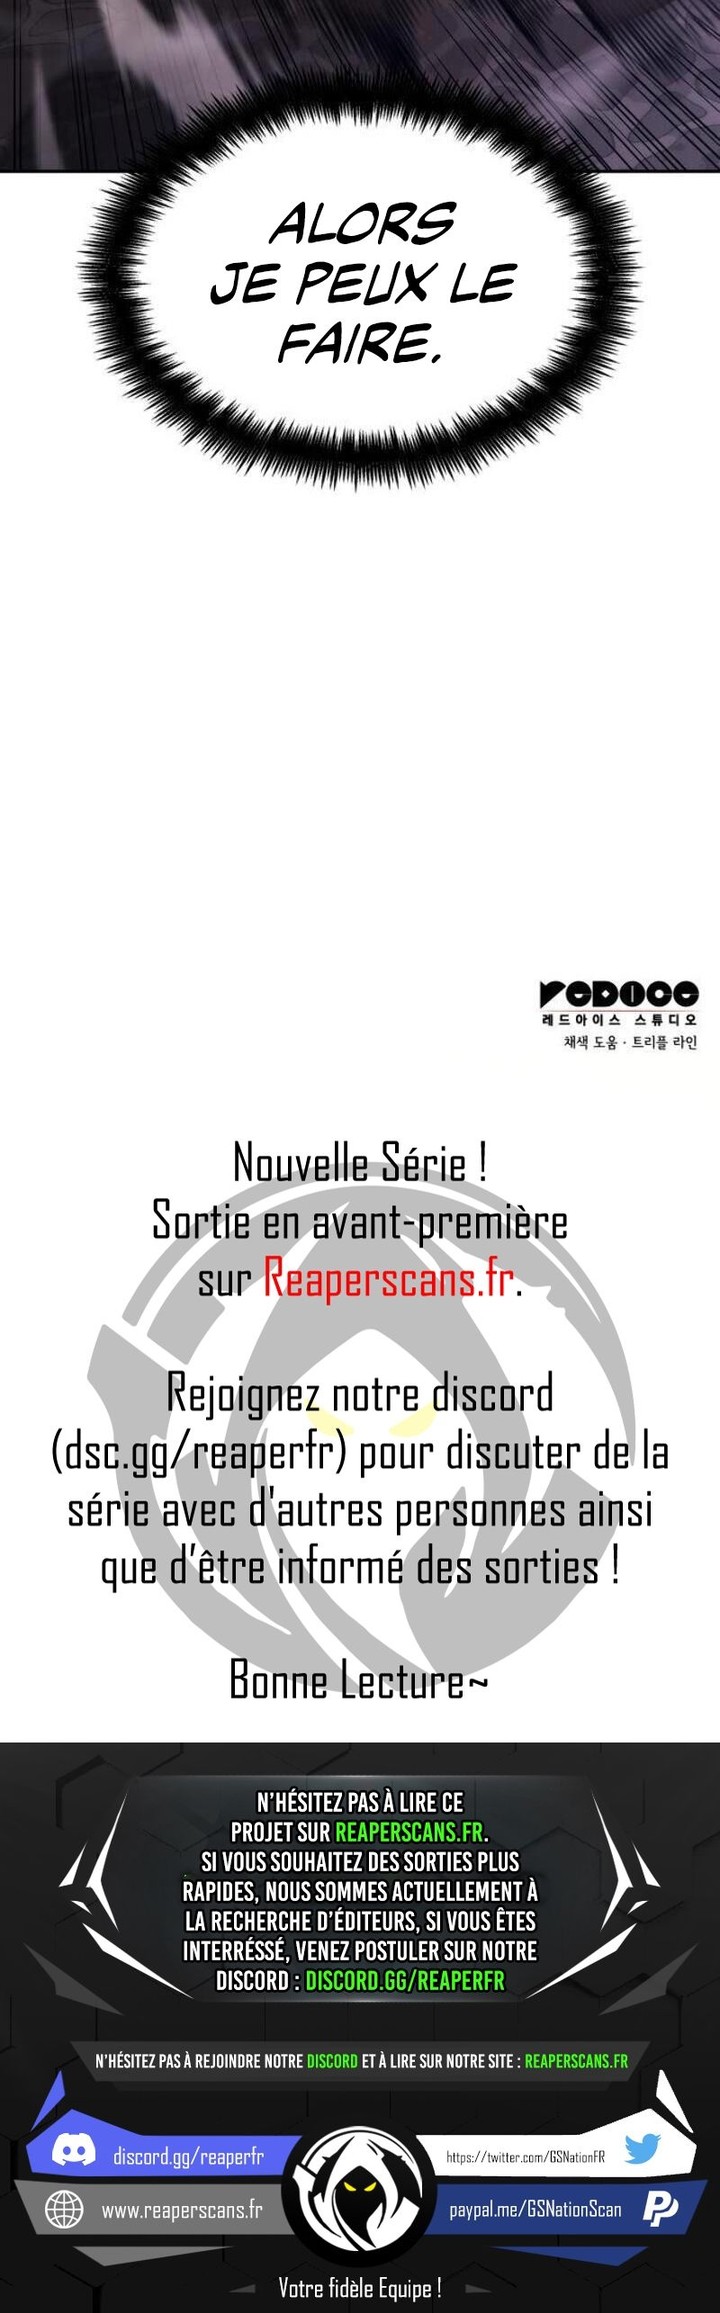 ALORS
JE PEUX LE
FAIRE.
REDICE
레드아이스 스튜디오
채색 도움 · 트리플 라인
Nouvelle Série !
Sortie en avant-première
sur Reaperscans.fr.
Rejoignez notre discord
(dsc.gg/reaperfr) pour discuter de la
série avec d'autres personnes ainsi
que d'être informé des sorties !
Bonne Lecture~
N'HÉSITEZ PAS À LIRE CE
PROJET SUR REAPERSCANS.FR.
SI VOUS SOUHAITEZ DES SORTIES PLUS
RAPIDES, NOUS SOMMES ACTUELLEMENT À
LA RECHERCHE D'ÉDITEURS, SI VOUS ÊTES
INTERRÉSSÉ, VENEZ POSTULER SUR NOTRE
DISCORD : DISCORD.GG/REAPERFR
N'HÉSITEZ PAS À REJOINDRE NOTRE DISCORD ET À LIRE SUR NOTRE SITE : REAPERSCANS.FR
discord.gg/reaperfr
https://twitter.com/GSNationFR
www.reaperscans.fr
paypal.me/GSNationScan
Votre fidèle Equipe !